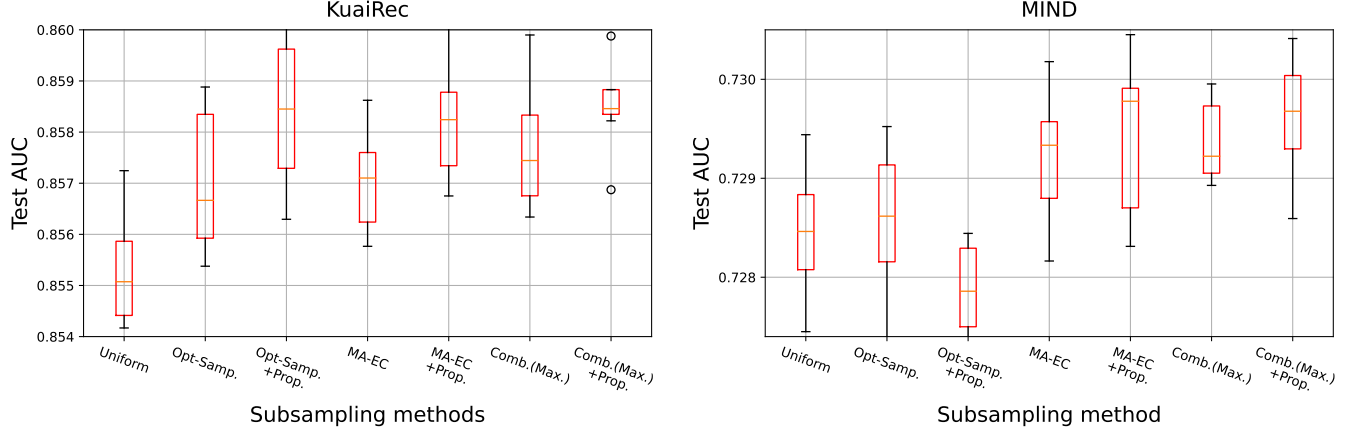 KuaiRec
0.860
0.859
0.858
0.857
0.856
0.855
0.854
Test AUC
Uniform
Opt-Samp.
Opt-Samp.
+Prop.
MA-EC
MA-EC
+Prop.
Comb.(Max.)
Comb.(Max.)
+Prop.
Subsampling methods
MIND
0.730
0.729
0.728
Test AUC
Uniform
Opt-Samp.
Opt-Samp.
+Prop.
MA-EC
MA-EC
+Prop.
Comb.(Max.)
Comb.(Max.)
+Prop.
Subsampling method